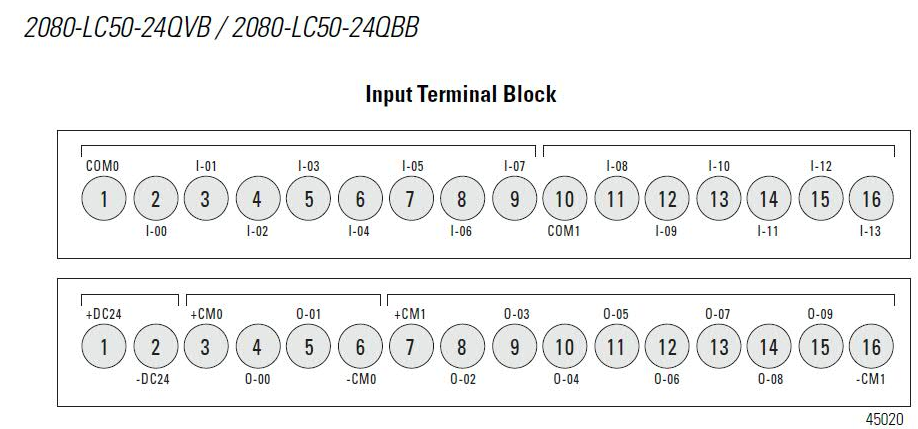 2080-LC50-24QVB / 2080-LC50-24QBB
Input Terminal Block
COM0 I-01 I-03 I-05 I-07 I-08 I-10 I-12
1 2 3 4 5 6 7 8 9 10 11 12 13 14 15 16
I-00 I-02 I-04 I-06 COM1 I-09 I-11 I-13
+DC24 +CM0 O-01 +CM1 O-03 O-05 O-07 O-09
1 2 3 4 5 6 7 8 9 10 11 12 13 14 15 16
-DC24 O-00 -CM0 O-02 O-04 O-06 O-08 -CM1
45020